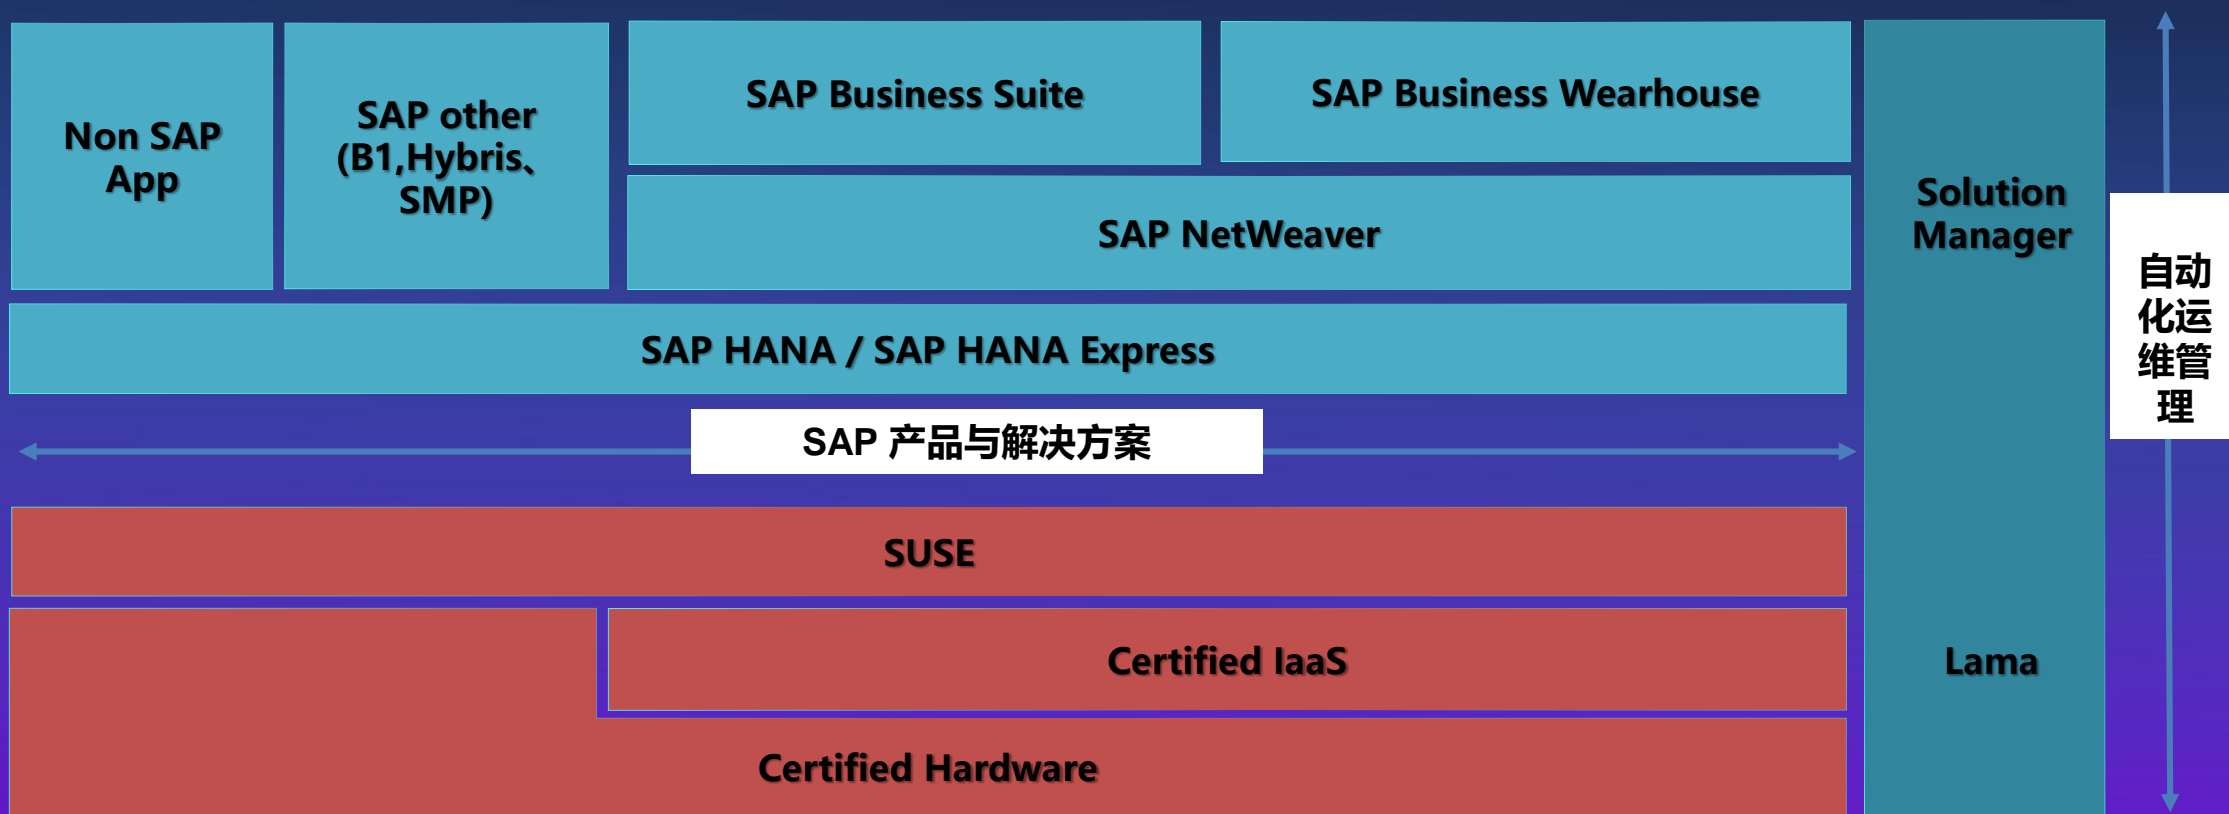 Non SAP
App
SAP other
(B1,Hybris、
SMP)
SAP Business Suite
SAP Business Wearhouse
SAP NetWeaver
Solution
Manager
自动
化运
维管
理
SAP HANA / SAP HANA Express
SAP 产品与解决方案
SUSE
Certified IaaS
Lama
Certified Hardware